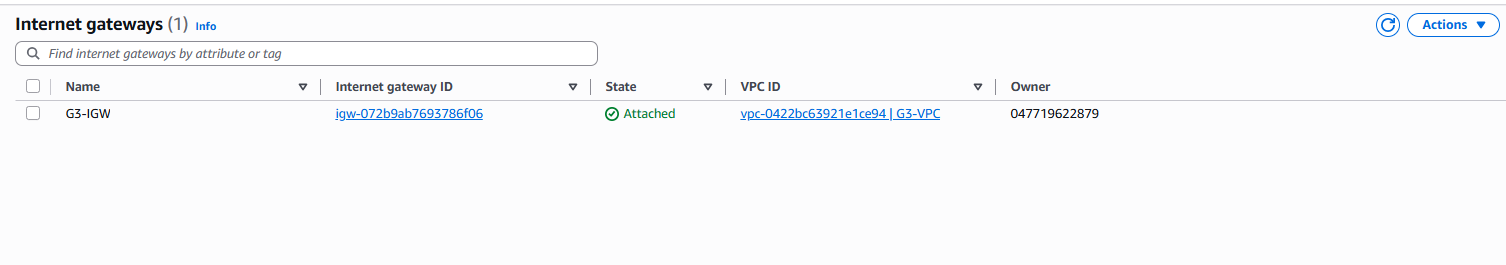 Internet gateways (1) Info
Actions
Find internet gateways by attribute or tag
Name Internet gateway ID State VPC ID Owner
G3-IGW igw-072b9ab7693786f06 Attached vpc-0422bc63921e1ce94 | G3-VPC 047719622879